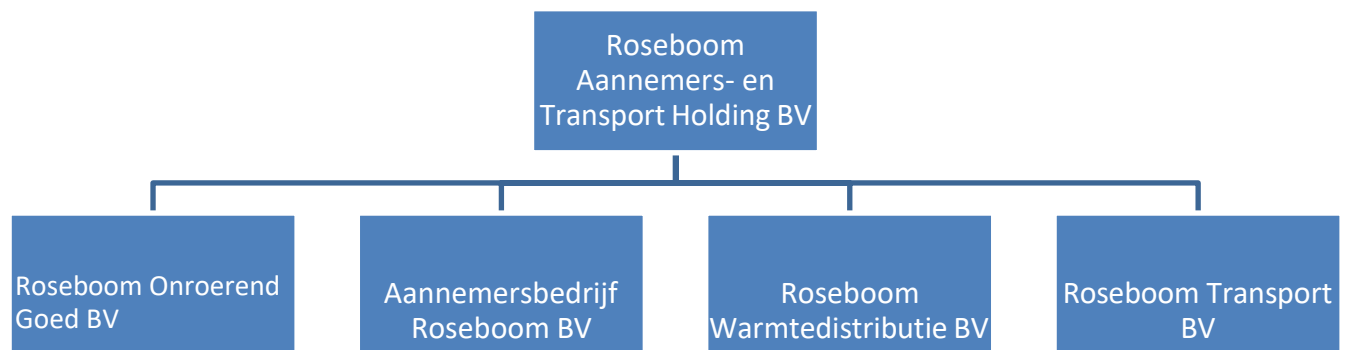 Roseboom
Aannemers- en
Transport Holding BV
Roseboom Onroerend
Goed BV
Aannemersbedrijf
Roseboom BV
Roseboom
Warmtedistributie BV
Roseboom Transport
BV